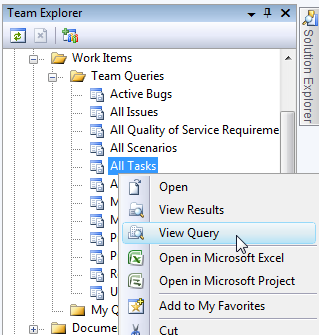 Team Explorer
Solution Explorer
Work Items
Team Queries
Active Bugs
All Issues
All Quality of Service Requireme
All Scenarios
All Tasks
A
M
M
P
P
R
U
My Q
Docume
Open
View Results
View Query
Open in Microsoft Excel
Open in Microsoft Project
Add to My Favorites
Cut